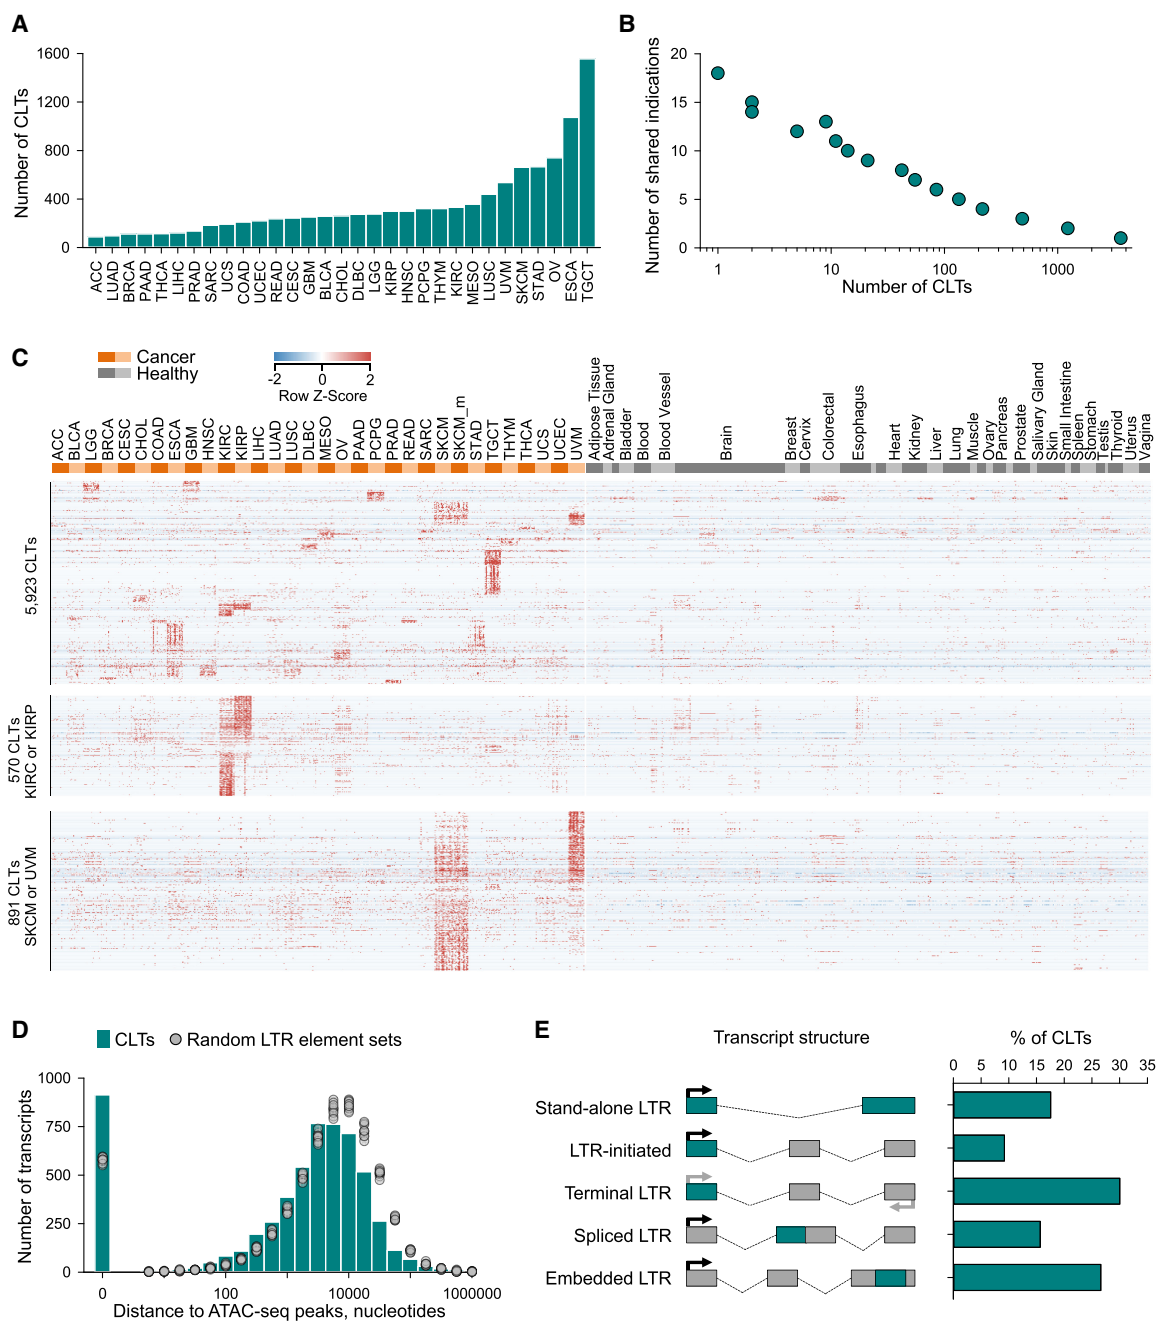 A
Number of CLTs
1600
1200
800
400
0
ACC
LUAD
BRCA
PAAD
THCA
LIHC
PRAD
SARC
UCS
COAD
UCEC
READ
CESC
GBM
BLCA
CHOL
DLBC
LGG
KIRP
HNSC
PCPG
THYM
KIRC
MESO
LUSC
UVM
SKCM
STAD
OV
ESCA
TGCT
B
Number of shared indications
20
15
10
5
0
1
10
100
1000
Number of CLTs
C
Cancer
Healthy
-2
0
2
Row Z-Score
ACC
BLCA
LGG
BRCA
CESC
CHOL
COAD
ESCA
GBM
HNSC
KIRC
KIRP
LIHC
LUAD
LUSC
DLBC
MESO
OV
PAAD
PCPG
PRAD
READ
SARC
SKCM
SKCM_m
STAD
TGCT
THYM
THCA
UCS
UCEC
UVM
Adipose Tissue
Adrenal Gland
Bladder
Blood
Blood Vessel
Brain
Breast
Cervix
Colorectal
Esophagus
Heart
Kidney
Liver
Lung
Muscle
Ovary
Pancreas
Prostate
Salivary Gland
Skin
Small Intestine
Spleen
Stomach
Testis
Thyroid
Uterus
Vagina
5,923 CLTs
570 CLTs
KIRC or KIRP
891 CLTs
SKCM or UVM
D
CLTs
Random LTR element sets
Number of transcripts
1000
750
500
250
0
0
100
10000
1000000
Distance to ATAC-seq peaks, nucleotides
E
Transcript structure
% of CLTs
0 5 10 15 20 25 30 35
Stand-alone LTR
LTR-initiated
Terminal LTR
Spliced LTR
Embedded LTR